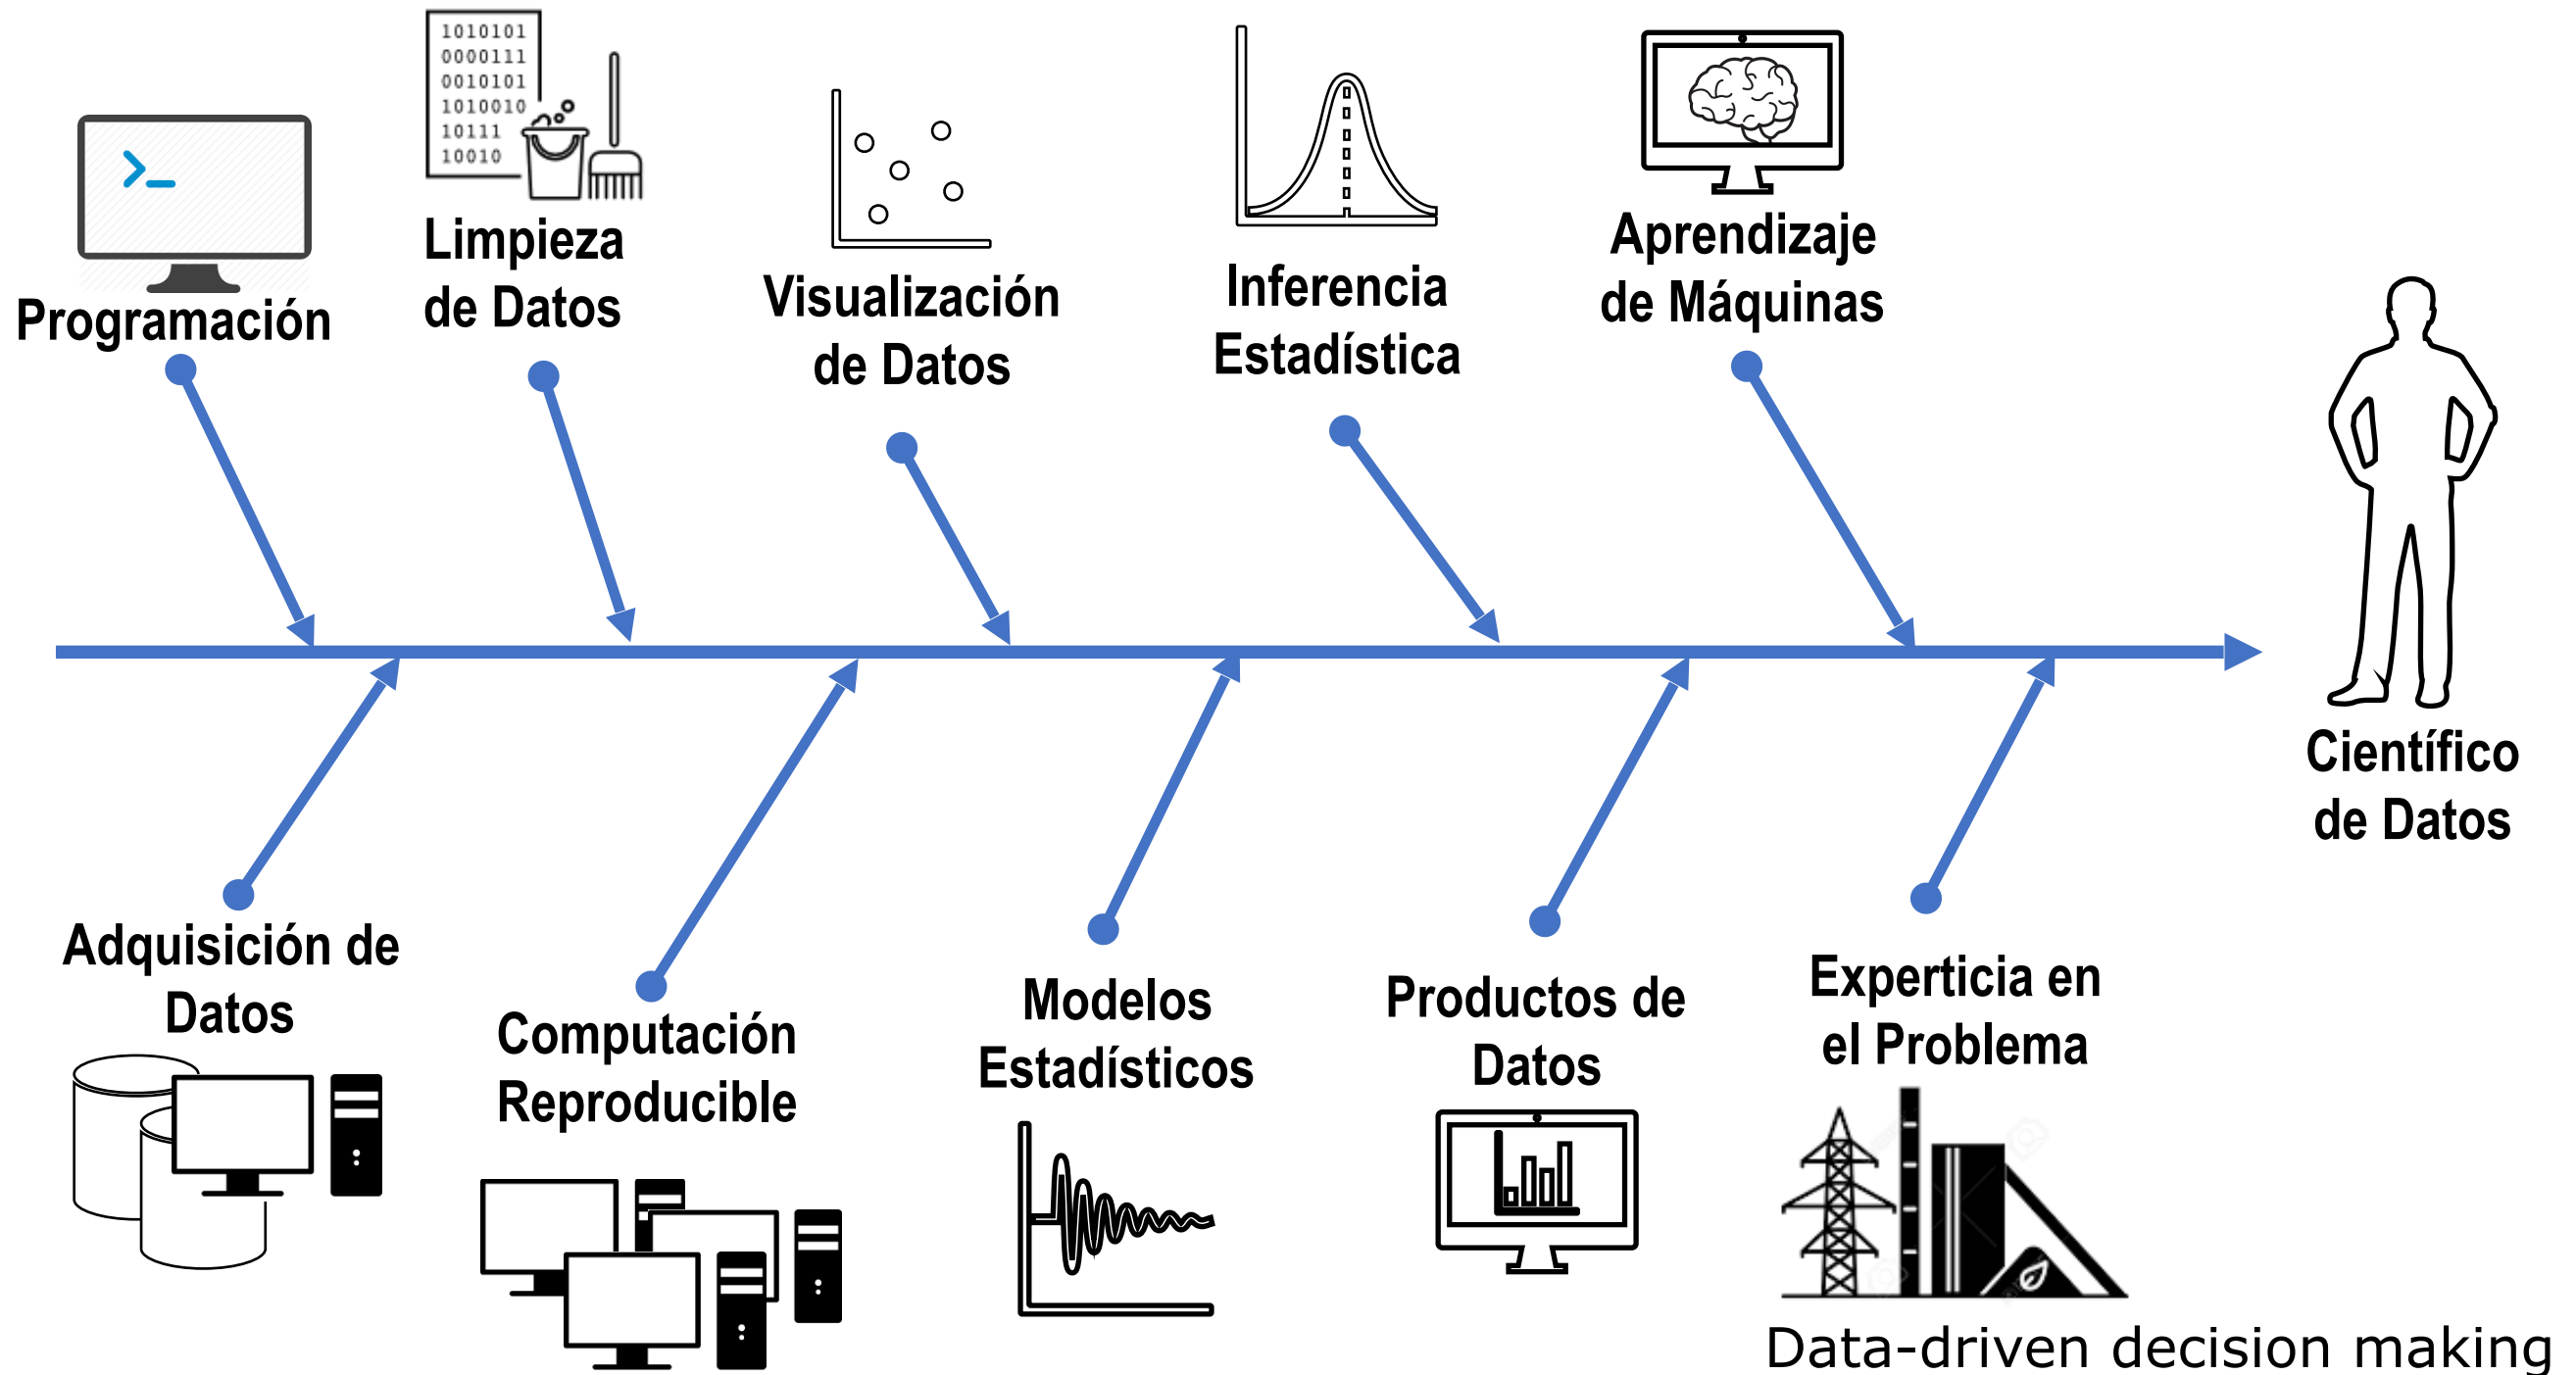 1010101
0000111
0010101
1010010
10111
10010
>_
Programación
Limpieza
de Datos
Visualización
de Datos
Inferencia
Estadística
Aprendizaje
de Máquinas
Científico
de Datos
Adquisición de
Datos
Computación
Reproducible
Modelos
Estadísticos
Productos de
Datos
Experticia en
el Problema
Data-driven decision making